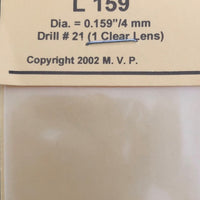 L 159
Dia. = 0.159"/4 mm
Drill # 21 (1 Clear Lens)
Copyright 2002 M. V. P.